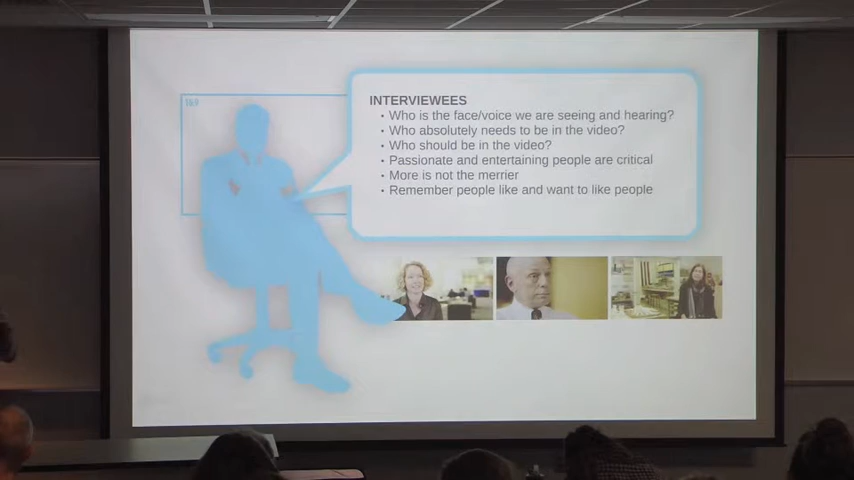 INTERVIEWEES
• Who is the face/voice we are seeing and hearing?
• Who absolutely needs to be in the video?
• Who should be in the video?
• Passionate and entertaining people are critical
• More is not the merrier
• Remember people like and want to like people